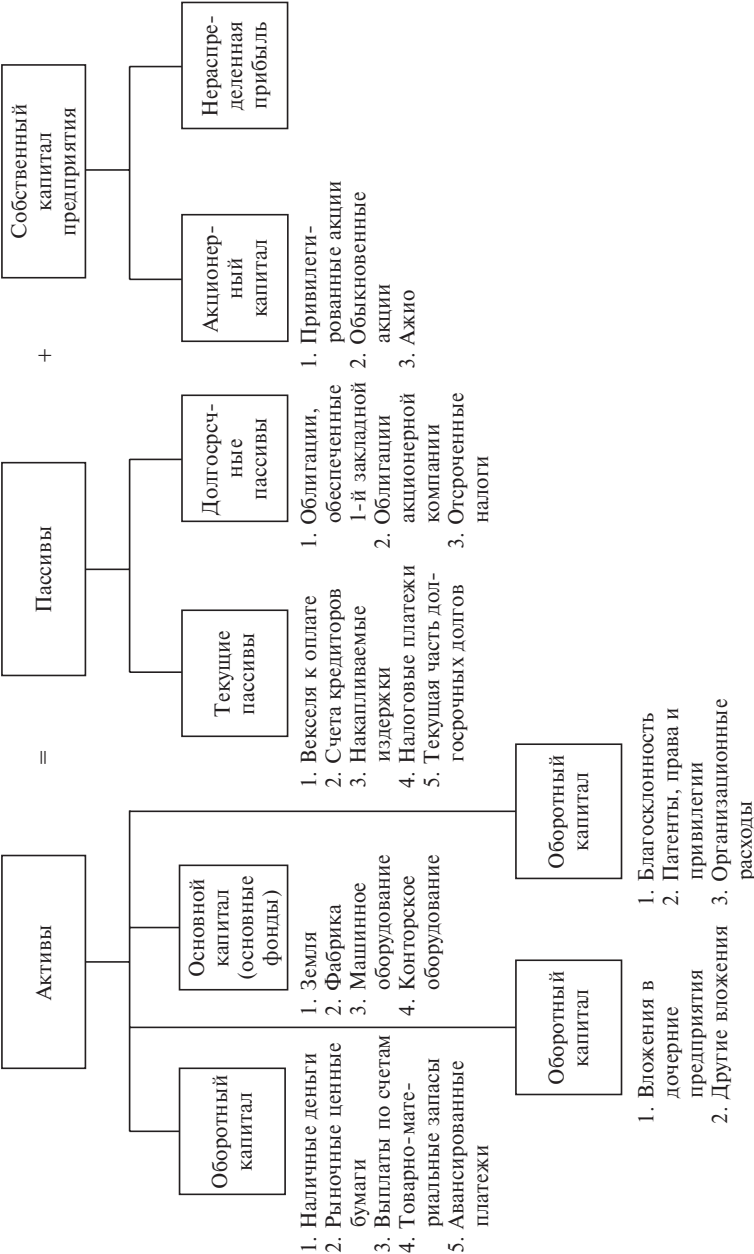 Активы
=
Пассивы
+
Собственный
капитал
предприятия
Оборотный
капитал
1. Наличные деньги
2. Рыночные ценные
бумаги
3. Выплаты по счетам
4. Товарно-мате-
риальные запасы
5. Авансированные
платежи
Основной
капитал
(основные
фонды)
1. Земля
2. Фабрика
3. Машинное
оборудование
4. Конторское
оборудование
Оборотный
капитал
1. Вложения в
дочерние
предприятия
2. Другие вложения
Оборотный
капитал
1. Благосклонность
2. Патенты, права и
привилегии
3. Организационные
расходы
Текущие
пассивы
1. Векселя к оплате
2. Счета кредиторов
3. Накапливаемые
издержки
4. Налоговые платежи
5. Текущая часть дол-
госрочных долгов
Долгосрсч-
ные
пассивы
1. Облигации,
обеспеченные
1-й закладной
2. Облигации
акционерной
компании
3. Отсроченные
налоги
Акционер-
ный
капитал
1. Привилеги-
рованные акции
2. Обыкновенные
акции
3. Ажио
Нераспре-
деленная
прибыль